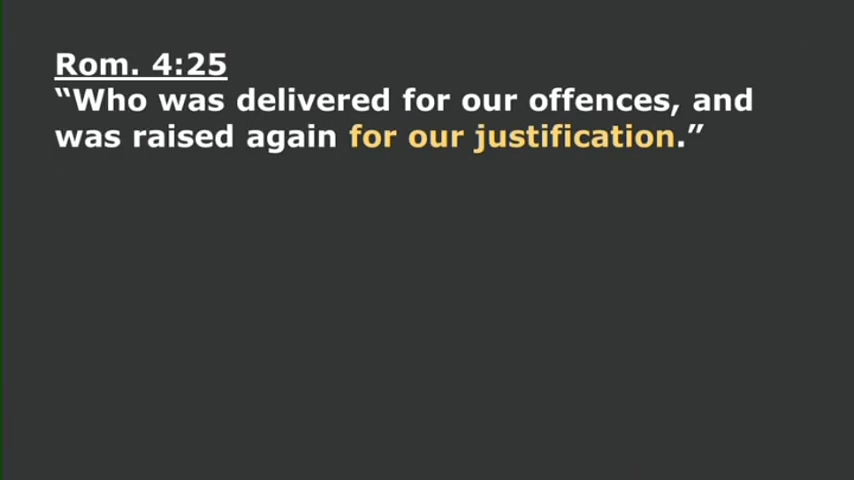 Rom. 4:25
“Who was delivered for our offences, and
was raised again for our justification.”